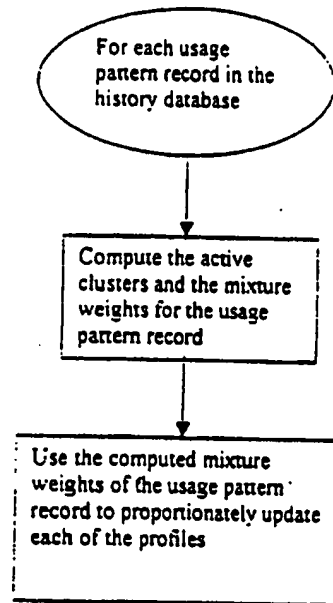 For each usage
pattern record in the
history database
Compute the active
clusters and the mixture
weights for the usage
pattern record
Use the computed mixture
weights of the usage pattern
record to proportionately update
each of the profiles